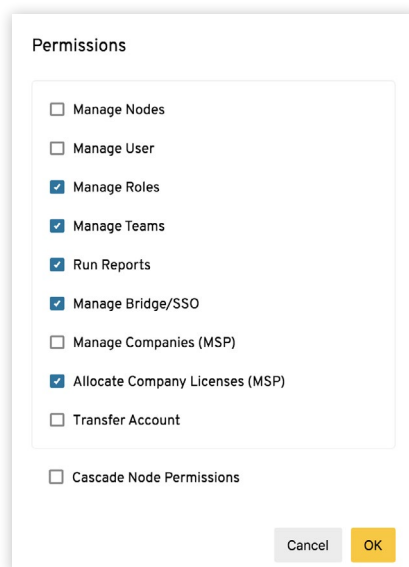 Permissions
Manage Nodes
Manage User
Manage Roles
Manage Teams
Run Reports
Manage Bridge/SSO
Manage Companies (MSP)
Allocate Company Licenses (MSP)
Transfer Account
Cascade Node Permissions
Cancel OK